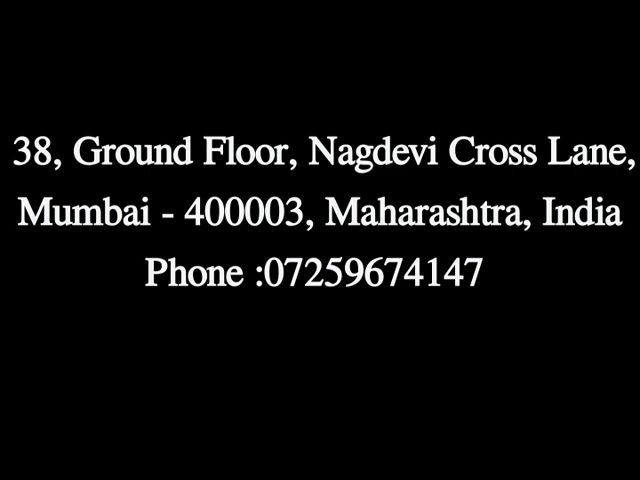 38, Ground Floor, Nagdevi Cross Lane,
Mumbai - 400003, Maharashtra, India
Phone :07259674147